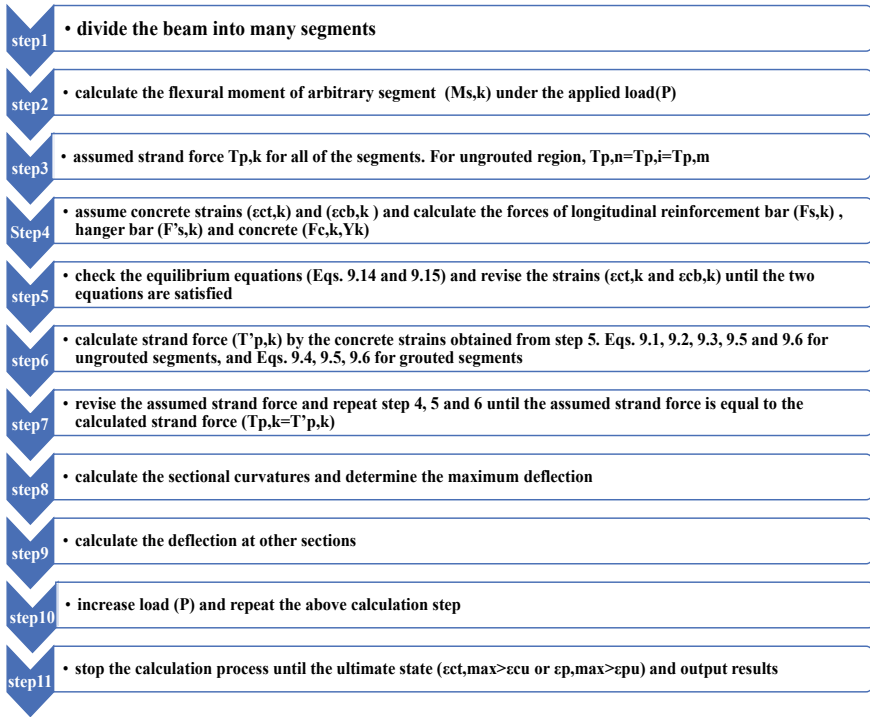 step1
• divide the beam into many segments
step2
• calculate the flexural moment of arbitrary segment (Ms,k) under the applied load(P)
step3
• assumed strand force Tp,k for all of the segments. For ungrouted region, Tp,n=Tp,i=Tp,m
Step4
• assume concrete strains (εct,k) and (εcb,k ) and calculate the forces of longitudinal reinforcement bar (Fs,k) ,
hanger bar (F's,k) and concrete (Fc,k,Yk)
step5
• check the equilibrium equations (Eqs. 9.14 and 9.15) and revise the strains (εct,k and εcb,k) until the two
equations are satisfied
step6
• calculate strand force (T'p,k) by the concrete strains obtained from step 5. Eqs. 9.1, 9.2, 9.3, 9.5 and 9.6 for
ungrouted segments, and Eqs. 9.4, 9.5, 9.6 for grouted segments
step7
• revise the assumed strand force and repeat step 4, 5 and 6 until the assumed strand force is equal to the
calculated strand force (Tp,k=T'p,k)
step8
• calculate the sectional curvatures and determine the maximum deflection
step9
• calculate the deflection at other sections
step10
• increase load (P) and repeat the above calculation step
step11
• stop the calculation process until the ultimate state (εct,max>εcu or εp,max>εpu) and output results